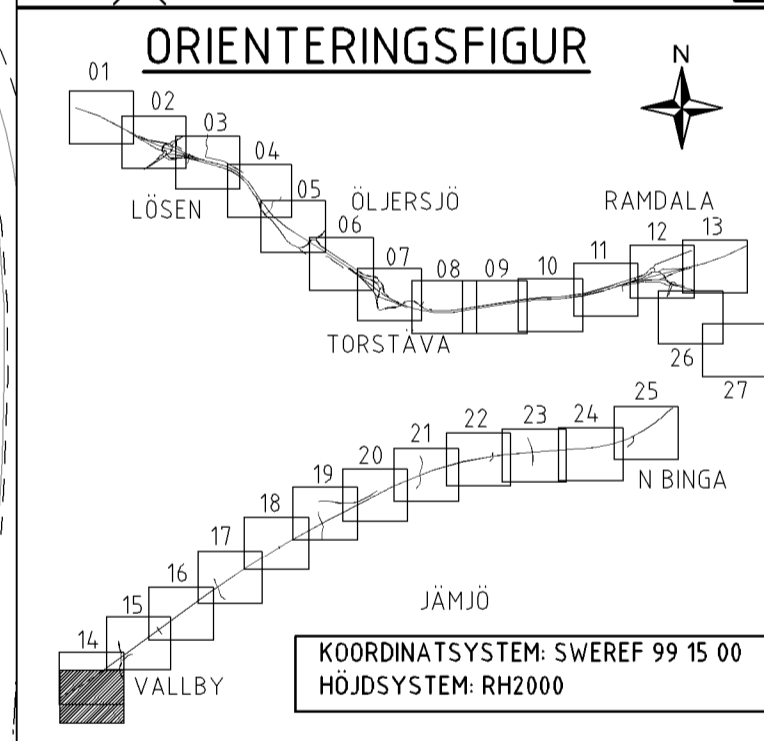 ORIENTERINGSFIGUR
N
01
02
03
04
LÖSEN
05
ÖLJERSJÖ
RAMDALA
06
07
08
09
10
11
12
13
TORSTÄVA
26
27
25
24
23
22
21
20
19
N BINGA
18
17
16
15
14
JÄMJÖ
VALLBY
KOORDINATSYSTEM: SWEREF 99 15 00
HÖJDSYSTEM: RH2000